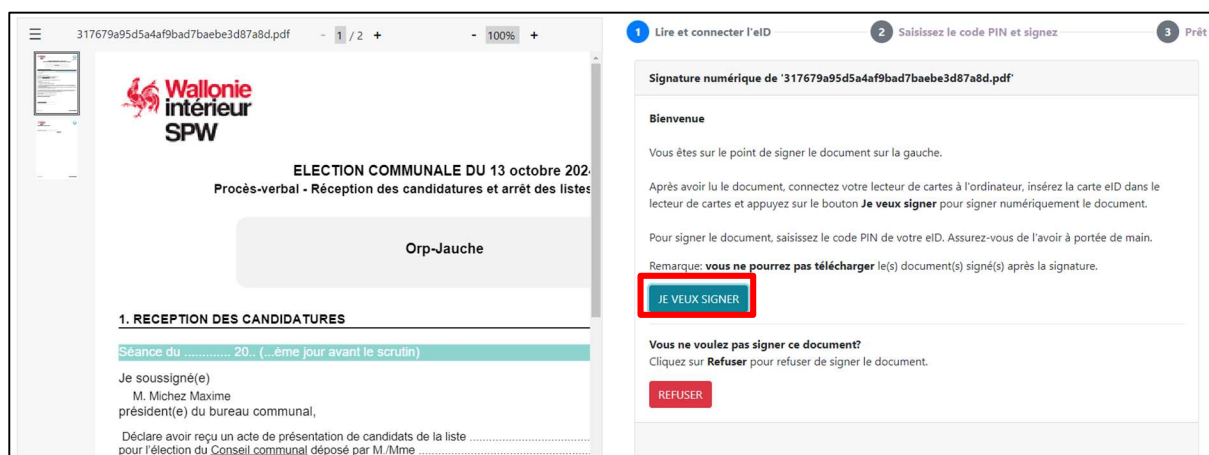 317679a95d5a4af9bad7baebe3d87a8d.pdf - 1 / 2 + - 100% +
Wallonie
intérieur
SPW
ELECTION COMMUNALE DU 13 octobre 202
Procès-verbal - Réception des candidatures et arrêt des listes
Orp-Jauche
1. RECEPTION DES CANDIDATURES
Séance du ............. 20.. (...ème jour avant le scrutin)
Je soussigné(e)
M. Michez Maxime
président(e) du bureau communal,
Déclare avoir reçu un acte de présentation de candidats de la liste
pour l'élection du Conseil communal déposé par M./Mme
1 Lire et connecter l'eID 2 Saisissez le code PIN et signez 3 Prêt
Signature numérique de '317679a95d5a4af9bad7baebe3d87a8d.pdf'
Bienvenue
Vous êtes sur le point de signer le document sur la gauche.
Après avoir lu le document, connectez votre lecteur de cartes à l'ordinateur, insérez la carte eID dans le
lecteur de cartes et appuyez sur le bouton Je veux signer pour signer numériquement le document.
Pour signer le document, saisissez le code PIN de votre eID. Assurez-vous de l'avoir à portée de main.
Remarque: vous ne pourrez pas télécharger le(s) document(s) signé(s) après la signature.
JE VEUX SIGNER
Vous ne voulez pas signer ce document?
Cliquez sur Refuser pour refuser de signer le document.
REFUSER